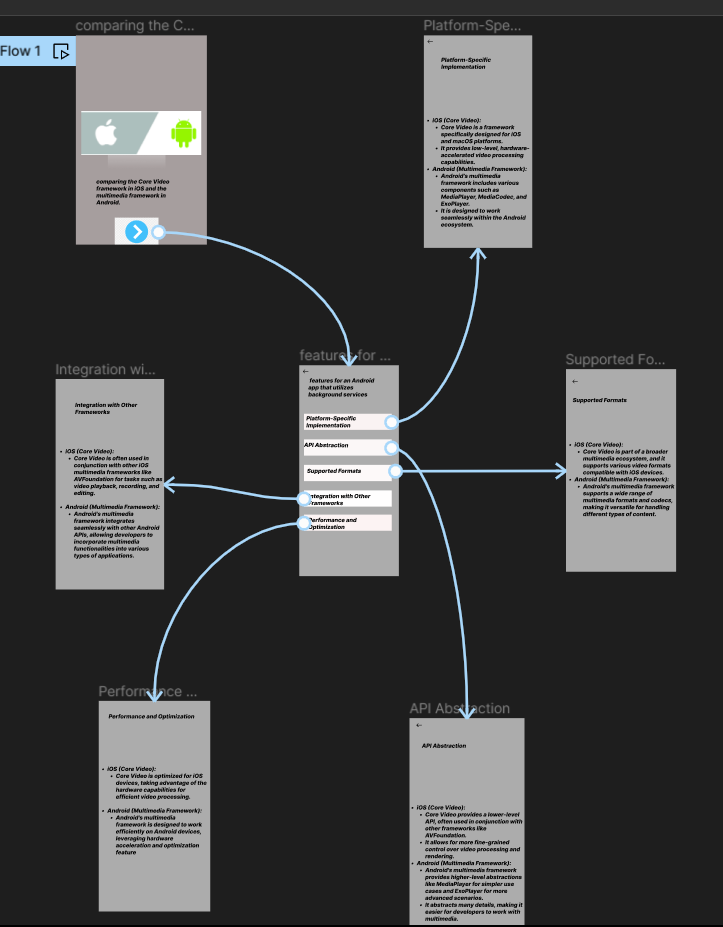 comparing the C...
Flow 1
comparing the Core Video
framework in iOS and the
multimedia framework in
Android.
Platform-Spe...
←
Platform-Specific
Implementation
• iOS (Core Video):
• Core Video is a framework
specifically designed for iOS
and macOS platforms.
• It provides low-level, hardware-
accelerated video processing
capabilities.
• Android (Multimedia Framework):
• Android's multimedia
framework includes various
components such as
MediaPlayer, MediaCodec, and
ExoPlayer.
• It is designed to work
seamlessly within the Android
ecosystem.
features for ...
←
features for an Android
app that utilizes
background services
Platform-Specific
Implementation
API Abstraction
Supported Formats
Integration with Other
Frameworks
Performance and
Optimization
Integration wi...
Integration with Other
Frameworks
• iOS (Core Video):
• Core Video is often used in
conjunction with other iOS
multimedia frameworks like
AVFoundation for tasks such as
video playback, recording, and
editing.
• Android (Multimedia Framework):
• Android's multimedia
framework integrates
seamlessly with other Android
APIs, allowing developers to
incorporate multimedia
functionalities into various
types of applications.
Supported Fo...
←
Supported Formats
• iOS (Core Video):
• Core Video is part of a broader
multimedia ecosystem, and it
supports various video formats
compatible with iOS devices.
• Android (Multimedia Framework):
• Android's multimedia framework
supports a wide range of
multimedia formats and codecs,
making it versatile for handling
different types of content.
Performance ...
Performance and Optimization
• iOS (Core Video):
• Core Video is optimized for iOS
devices, taking advantage of the
hardware capabilities for
efficient video processing.
• Android (Multimedia Framework):
• Android's multimedia
framework is designed to work
efficiently on Android devices,
leveraging hardware
acceleration and optimization
feature
API Abstraction
←
API Abstraction
• iOS (Core Video):
• Core Video provides a lower-level
API, often used in conjunction with
other frameworks like
AVFoundation.
• It allows for more fine-grained
control over video processing and
rendering.
• Android (Multimedia Framework):
• Android's multimedia framework
provides higher-level abstractions
like MediaPlayer for simpler use
cases and ExoPlayer for more
advanced scenarios.
• It abstracts many details, making it
easier for developers to work with
multimedia.